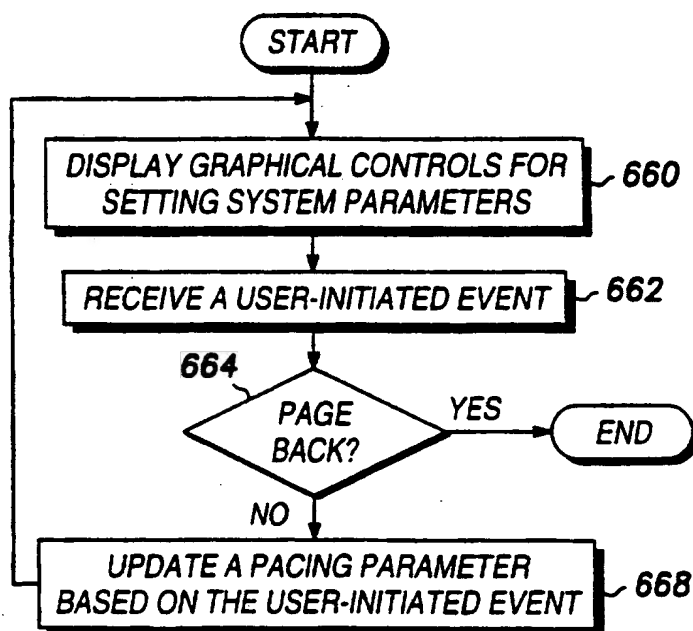 START
DISPLAY GRAPHICAL CONTROLS FOR
SETTING SYSTEM PARAMETERS
660
RECEIVE A USER-INITIATED EVENT
662
664
PAGE
BACK?
YES
END
NO
UPDATE A PACING PARAMETER
BASED ON THE USER-INITIATED EVENT
668